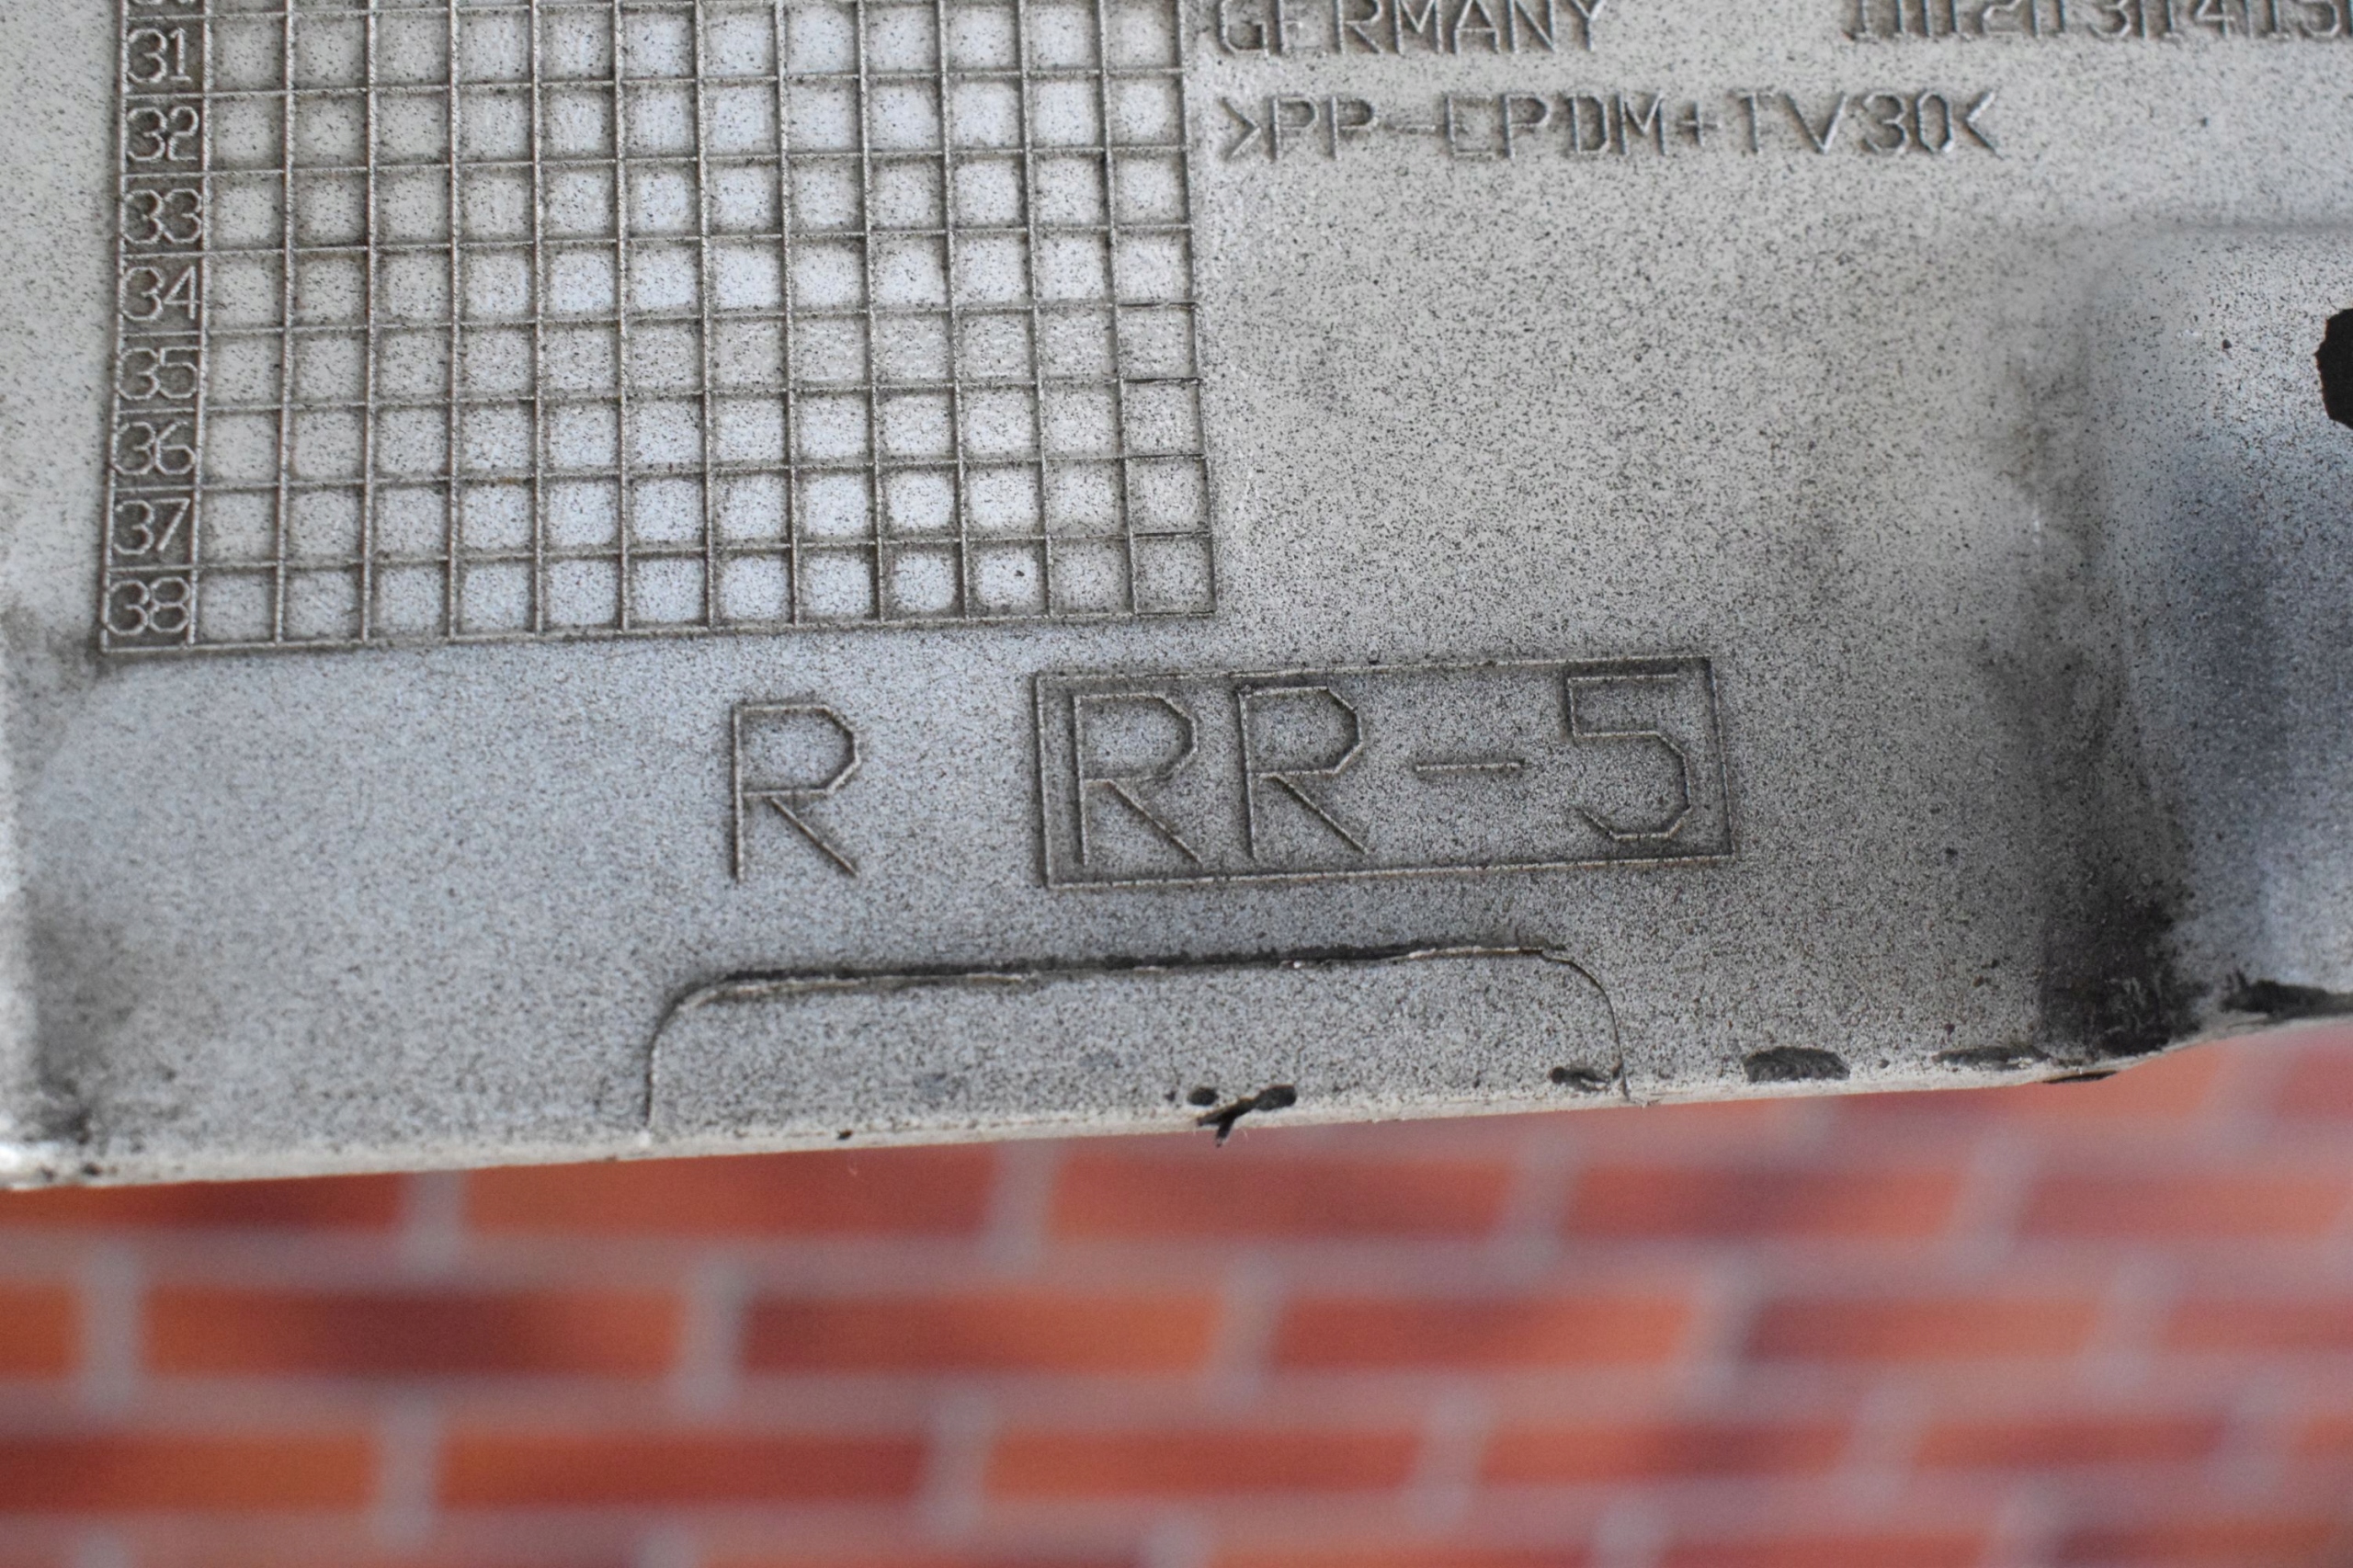 31
GERMANY
32
>PP-EPDM+TV30<
33
34
35
36
37
38
R RR-5